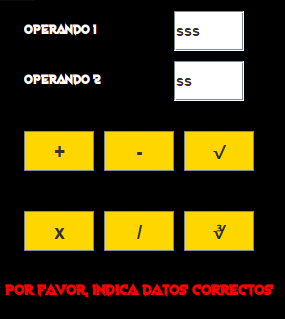 OPERANDO 1 sss
OPERANDO 2 ss
+ - √
x / ∛
POR FAVOR, INDICA DATOS CORRECTOS